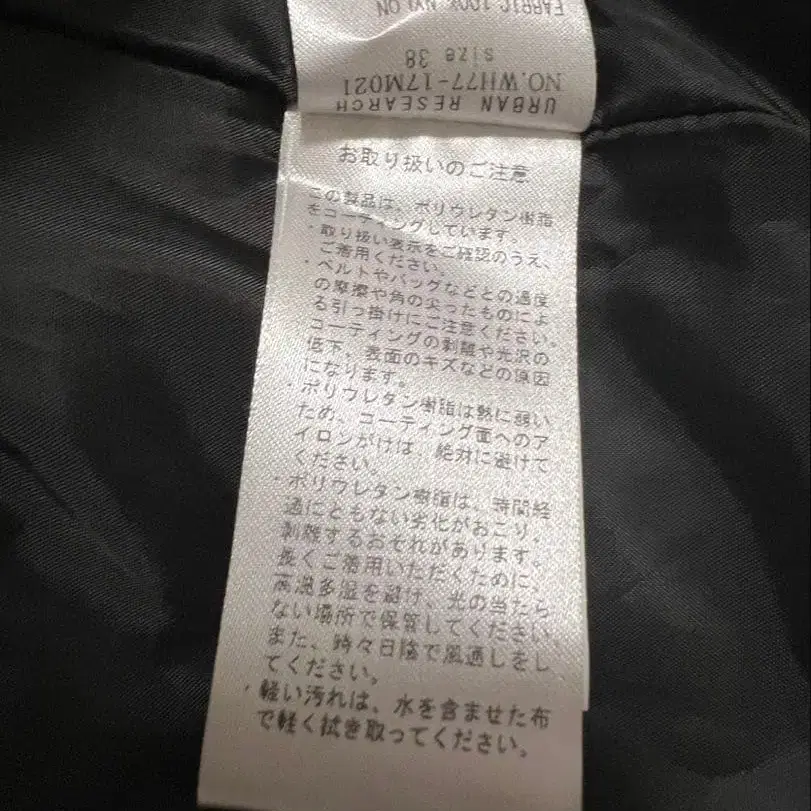 URBAN RESEARCH
NO.WH77-17M021
size 38
FABRIC 100% NYLON
お取り扱いのご注意
この製品は、ポリウレタン樹脂
をコーティングしています。
・取り扱い表示をご確認のうえ、
ご着用ください。
・ベルトやバッグなどとの過度
の摩擦や角の尖ったものによ
る引っ掛けにご注意ください。
コーティングの剥離や光沢の
低下、表面のキズなどの原因
になります。
・ポリウレタン樹脂は熱に弱い
ため、コーティング面へのア
イロンがけは、絶対に避けて
ください。
・ポリウレタン樹脂は、時間経
過にともない劣化がおこり、
剥離するおそれがあります。
長くご着用いただくために、
高温多湿を避け、光の当たら
ない場所で保管してください。
また、時々日陰で風通しをし
てください。
・軽い汚れは、水を含ませた布
で軽く拭き取ってください。